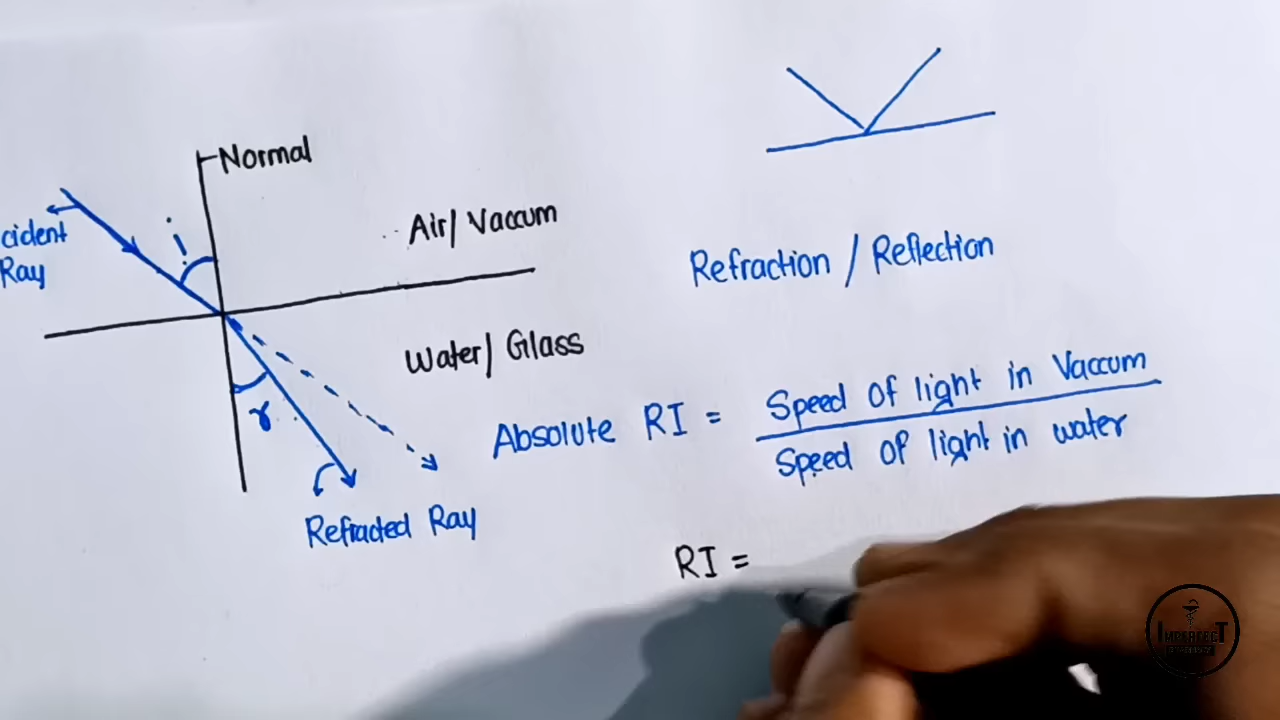 Normal
i
cident
Ray
Air/ Vaccum
Water/ Glass
r
Refracted Ray
Refraction / Reflection
Absolute RI = Speed of light in Vaccum
Speed of light in water
RI =
IMPERFECT